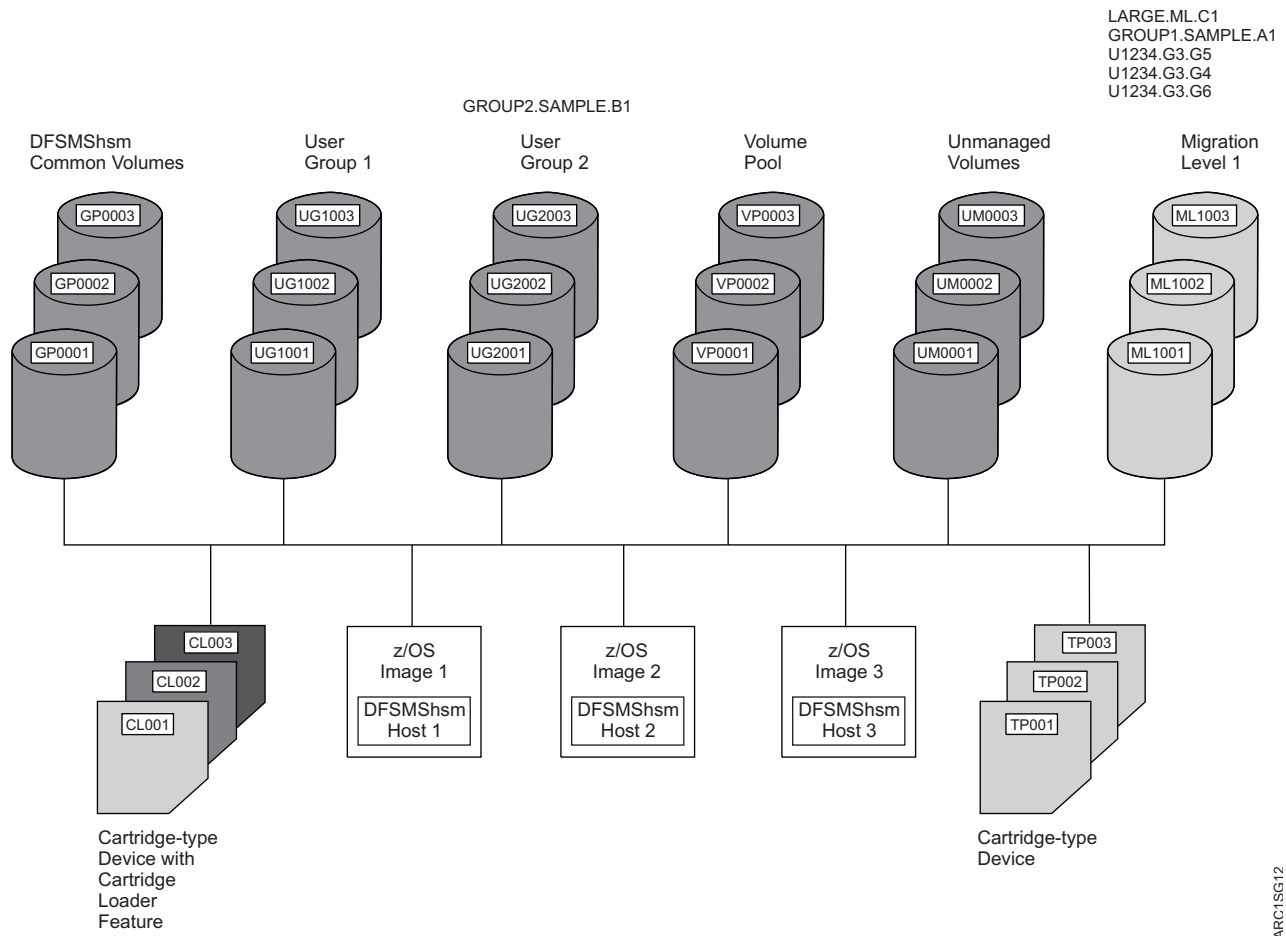 LARGE.ML.C1
GROUP1.SAMPLE.A1
U1234.G3.G5
U1234.G3.G4
U1234.G3.G6
GROUP2.SAMPLE.B1
DFSMShsm
Common Volumes
User
Group 1
User
Group 2
Volume
Pool
Unmanaged
Volumes
Migration
Level 1
GP0003
UG1003
UG2003
VP0003
UM0003
ML1003
GP0002
UG1002
UG2002
VP0002
UM0002
ML1002
GP0001
UG1001
UG2001
VP0001
UM0001
ML1001
CL003
CL002
CL001
z/OS
Image 1
DFSMShsm
Host 1
z/OS
Image 2
DFSMShsm
Host 2
z/OS
Image 3
DFSMShsm
Host 3
TP003
TP002
TP001
Cartridge-type
Device with
Cartridge
Loader
Feature
Cartridge-type
Device
ARC1SG12